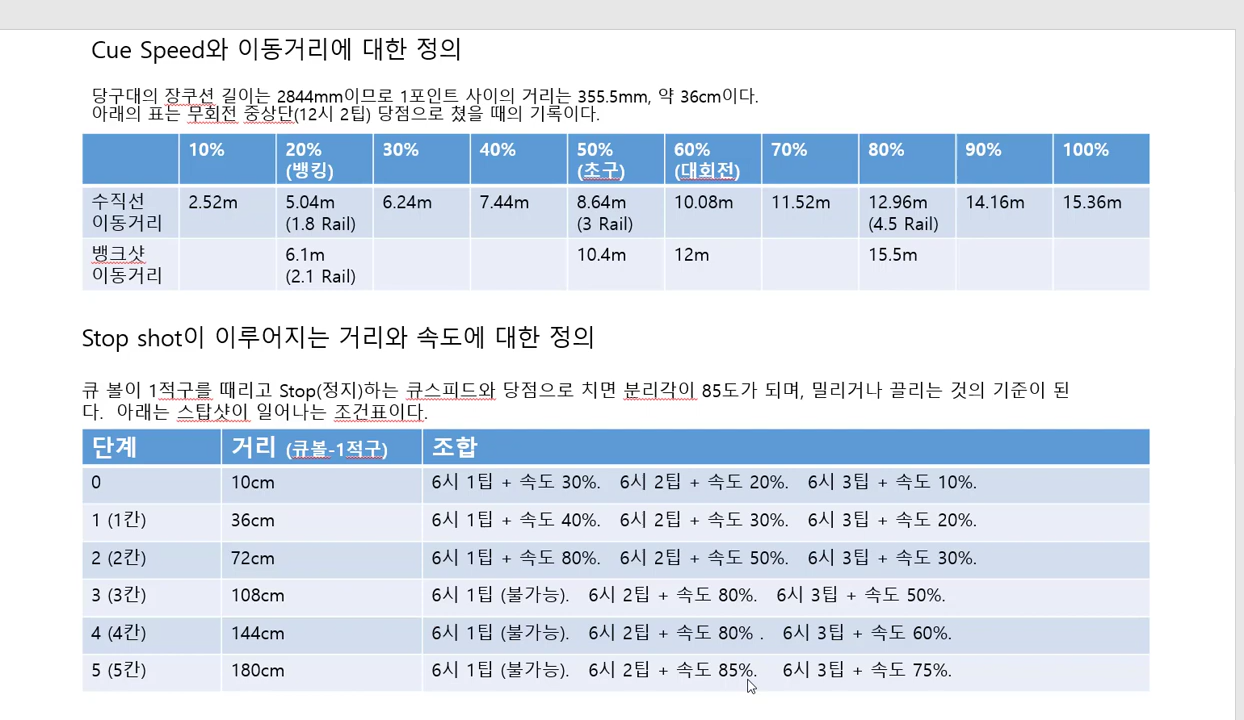 Cue Speed와 이동거리에 대한 정의
당구대의 장쿠션 길이는 2844mm이므로 1포인트 사이의 거리는 355.5mm, 약 36cm이다.
아래의 표는 무회전 중상단(12시 2팁) 당점으로 쳤을 때의 기록이다.
10% 20% 30% 40% 50% 60% 70% 80% 90% 100%
(뱅킹) (초구) (대회전)
수직선 2.52m 5.04m 6.24m 7.44m 8.64m 10.08m 11.52m 12.96m 14.16m 15.36m
이동거리 (1.8 Rail) (3 Rail) (4.5 Rail)
뱅크샷 6.1m 10.4m 12m 15.5m
이동거리 (2.1 Rail)
Stop shot이 이루어지는 거리와 속도에 대한 정의
큐 볼이 1적구를 때리고 Stop(정지)하는 큐스피드와 당점으로 치면 분리각이 85도가 되며, 밀리거나 끌리는 것의 기준이 된
다. 아래는 스탑샷이 일어나는 조건표이다.
단계 거리 (큐볼-1적구) 조합
0 10cm 6시 1팁 + 속도 30%. 6시 2팁 + 속도 20%. 6시 3팁 + 속도 10%.
1 (1칸) 36cm 6시 1팁 + 속도 40%. 6시 2팁 + 속도 30%. 6시 3팁 + 속도 20%.
2 (2칸) 72cm 6시 1팁 + 속도 80%. 6시 2팁 + 속도 50%. 6시 3팁 + 속도 30%.
3 (3칸) 108cm 6시 1팁 (불가능). 6시 2팁 + 속도 80%. 6시 3팁 + 속도 50%.
4 (4칸) 144cm 6시 1팁 (불가능). 6시 2팁 + 속도 80% . 6시 3팁 + 속도 60%.
5 (5칸) 180cm 6시 1팁 (불가능). 6시 2팁 + 속도 85%. 6시 3팁 + 속도 75%.